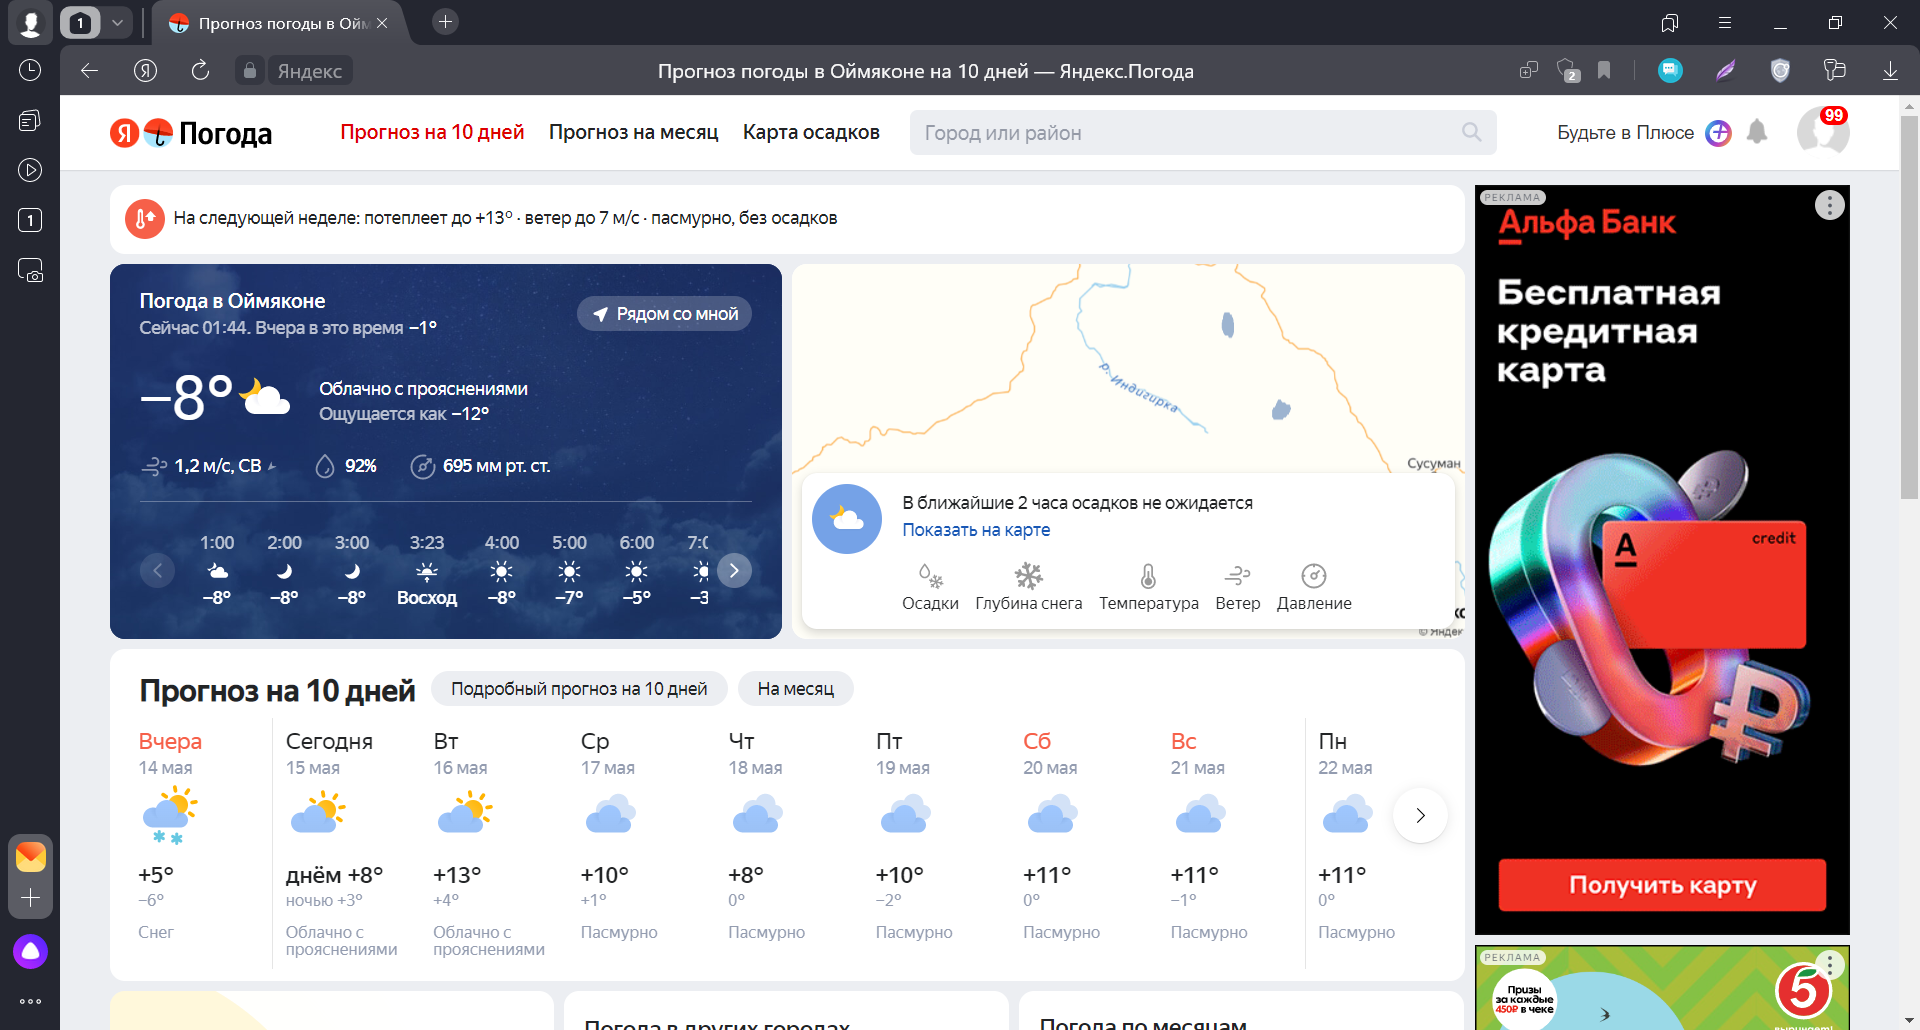 1
Прогноз погоды в Ойм
Яндекс
Прогноз погоды в Оймяконе на 10 дней — Яндекс.Погода
2
1
Я Погода
Прогноз на 10 дней
Прогноз на месяц
Карта осадков
Город или район
Будьте в Плюсе
99
На следующей неделе: потеплеет до +13° · ветер до 7 м/с · пасмурно, без осадков
Погода в Оймяконе
Сейчас 01:44. Вчера в это время −1°
Рядом со мной
−8°
Облачно с прояснениями
Ощущается как −12°
1,2 м/с, СВ
92%
695 мм рт. ст.
1:00 2:00 3:00 3:23 4:00 5:00 6:00 7:0
−8° −8° −8° Восход −8° −7° −5° −3
р. Индигирка
Сусуман
В ближайшие 2 часа осадков не ожидается
Показать на карте
Осадки Глубина снега Температура Ветер Давление
© Яндек
Прогноз на 10 дней
Подробный прогноз на 10 дней
На месяц
Вчера Сегодня Вт Ср Чт Пт Сб Вс Пн
14 мая 15 мая 16 мая 17 мая 18 мая 19 мая 20 мая 21 мая 22 мая
+5° днём +8° +13° +10° +8° +10° +11° +11° +11°
−6° ночью +3° +4° +1° 0° −2° 0° −1° 0°
Снег Облачно с Облачно с Пасмурно Пасмурно Пасмурно Пасмурно Пасмурно Пасмурно
прояснениями прояснениями
Погода в других городах
Погода по месяцам
РЕКЛАМА
Альфа Банк
Бесплатная
кредитная
карта
A credit
₽
Получить карту
РЕКЛАМА
Призы
за каждые
450₽ в чеке
5
выручает!